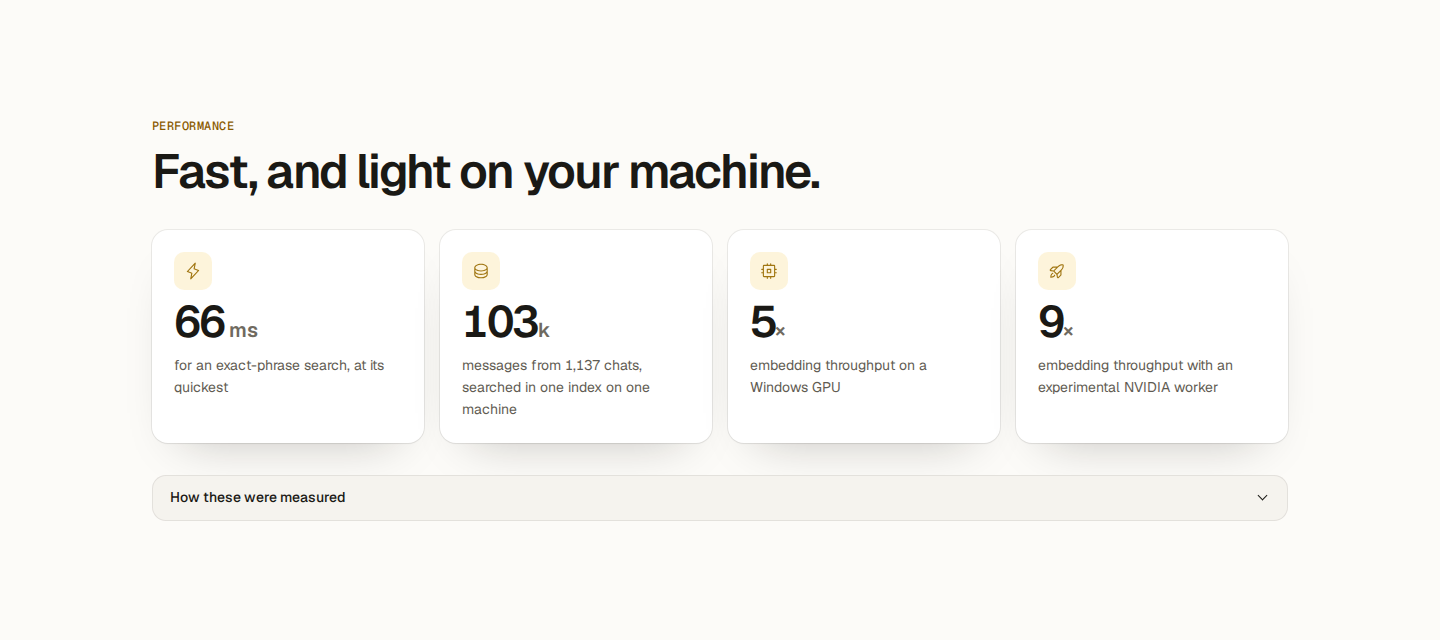 PERFORMANCE
Fast, and light on your machine.
66 ms
for an exact-phrase search, at its
quickest
103k
messages from 1,137 chats,
searched in one index on one
machine
5×
embedding throughput on a
Windows GPU
9×
embedding throughput with an
experimental NVIDIA worker
How these were measured